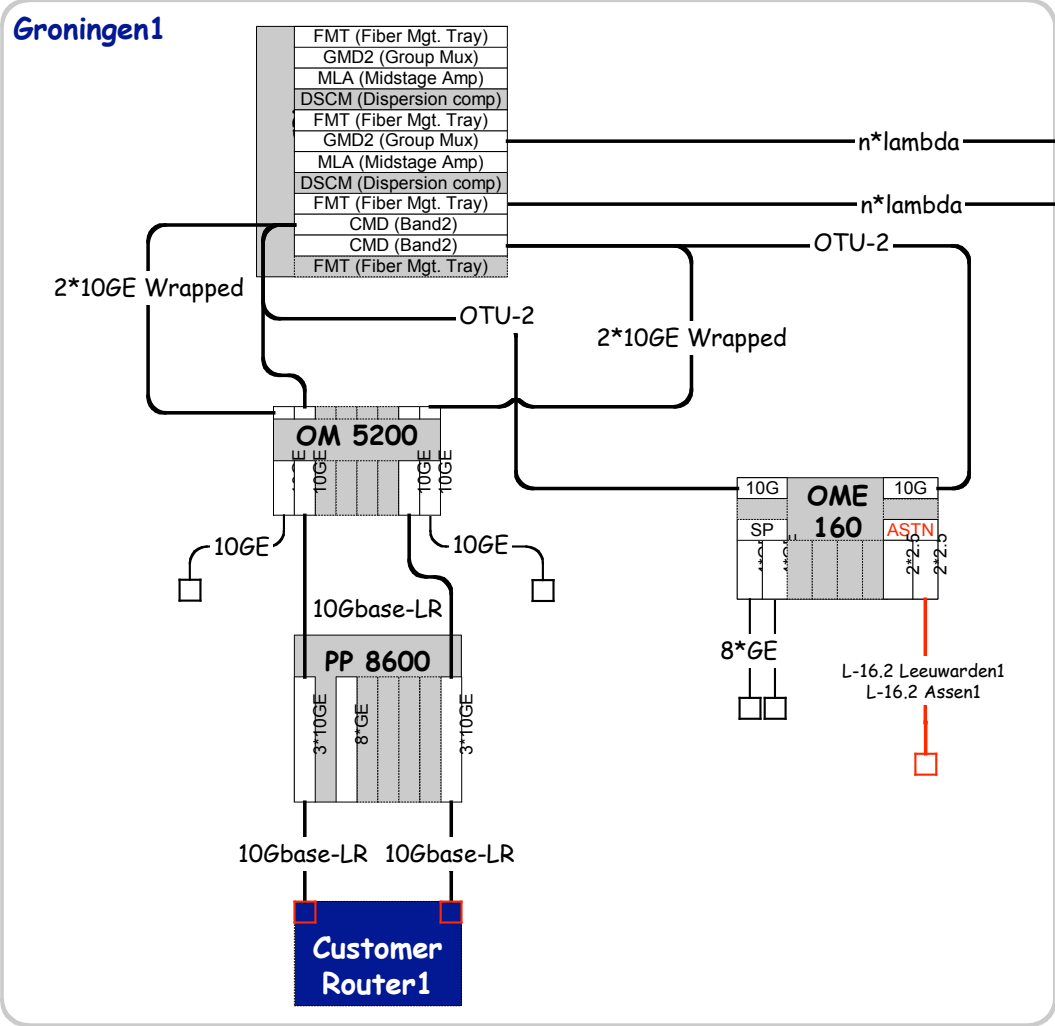 Groningen1
FMT (Fiber Mgt. Tray)
GMD2 (Group Mux)
MLA (Midstage Amp)
DSCM (Dispersion comp)
FMT (Fiber Mgt. Tray)
GMD2 (Group Mux)
MLA (Midstage Amp)
DSCM (Dispersion comp)
FMT (Fiber Mgt. Tray)
CMD (Band2)
CMD (Band2)
FMT (Fiber Mgt. Tray)
n*lambda
n*lambda
OTU-2
2*10GE Wrapped
OTU-2
2*10GE Wrapped
OM 5200
10GE
10GE
10GE
10GE
10GE
10GE
10G
OME
160
10G
SP
ASTN
2*2.5
2*2.5
10Gbase-LR
PP 8600
3*10GE
8*GE
3*10GE
8*GE
L-16.2 Leeuwarden1
L-16.2 Assen1
10Gbase-LR
10Gbase-LR
Customer
Router1